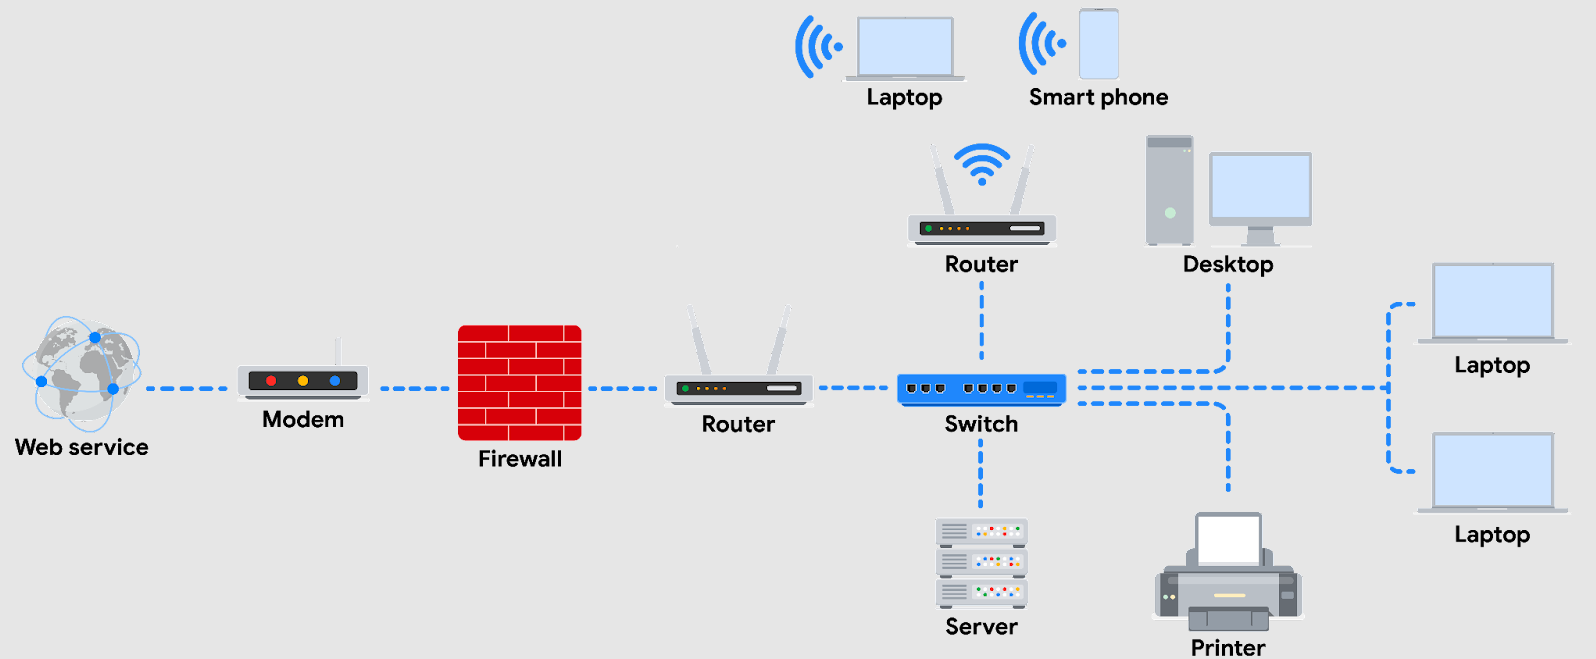 Laptop
Smart phone
Router
Desktop
Laptop
Web service
Modem
Firewall
Router
Switch
Laptop
Server
Printer